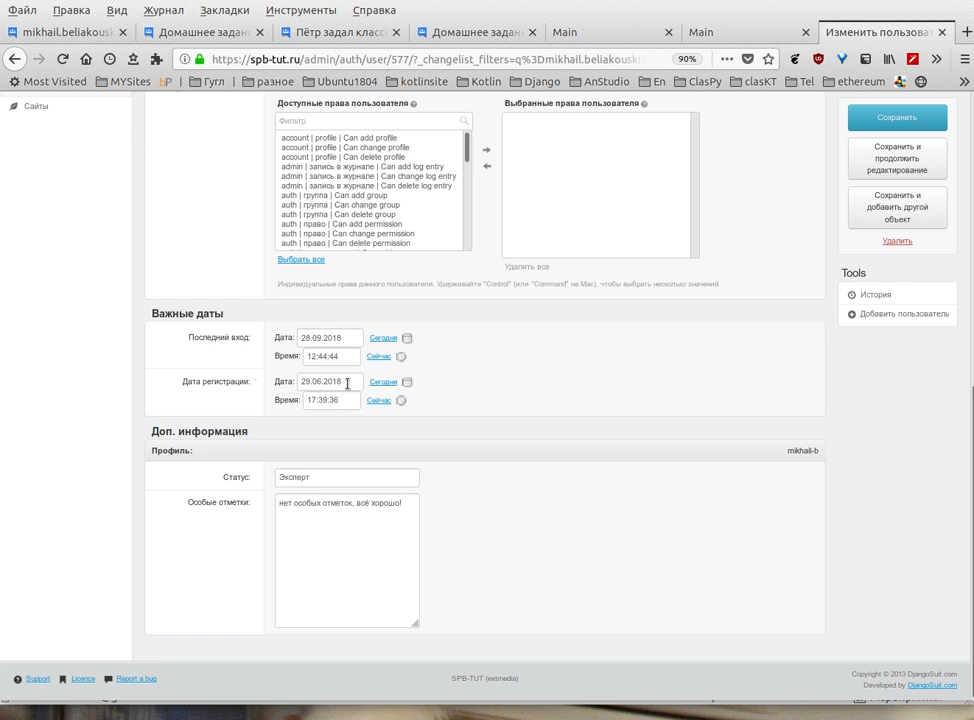 Файл Правка Вид Журнал Закладки Инструменты Справка
mikhail.beliakous Домашнее задан Пётр задал класс Домашнее задан Main Main Изменить пользоват
https://spb-tut.ru/admin/auth/user/577/?_changelist_filters=q%3Dmikhail.beliakousk 90%
Most Visited MYSites bP Гугл разное Ubuntu1804 kotlinsite Kotlin Django AnStudio En ClasPy clasKT Tel ethereum
Сайты
Доступные права пользователя
Выбранные права пользователя
Фильтр
account | profile | Can add profile
account | profile | Can change profile
account | profile | Can delete profile
admin | запись в журнале | Can add log entry
admin | запись в журнале | Can change log entry
admin | запись в журнале | Can delete log entry
auth | группа | Can add group
auth | группа | Can change group
auth | группа | Can delete group
auth | право | Can add permission
auth | право | Can change permission
auth | право | Can delete permission
Выбрать все
Удалить все
Индивидуальные права данного пользователя. Удерживайте "Control" (или "Command" на Mac), чтобы выбрать несколько значений.
Сохранить
Сохранить и
продолжить
редактирование
Сохранить и
добавить другой
объект
Удалить
Tools
История
Добавить пользователь
Важные даты
Последний вход: Дата: 28.09.2018 Сегодня
Время: 12:44:44 Сейчас
Дата регистрации: Дата: 29.06.2018 Сегодня
Время: 17:39:36 Сейчас
Доп. информация
Профиль: mikhail-b
Статус: Эксперт
Особые отметки: нет особых отметок, всё хорошо!
Support Licence Report a bug
SPB-TUT (extmedia)
Copyright © 2013 DjangoSuit.com
Developed by DjangoSuit.com